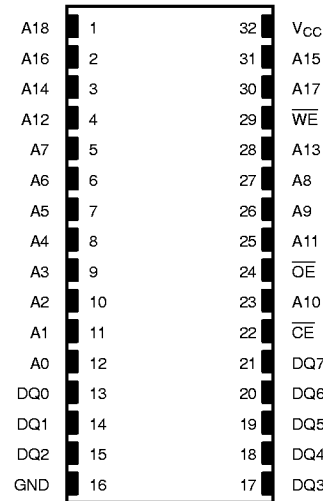 A18 1 32 VCC
A16 2 31 A15
A14 3 30 A17
A12 4 29 WE
A7 5 28 A13
A6 6 27 A8
A5 7 26 A9
A4 8 25 A11
A3 9 24 OE
A2 10 23 A10
A1 11 22 CE
A0 12 21 DQ7
DQ0 13 20 DQ6
DQ1 14 19 DQ5
DQ2 15 18 DQ4
GND 16 17 DQ3